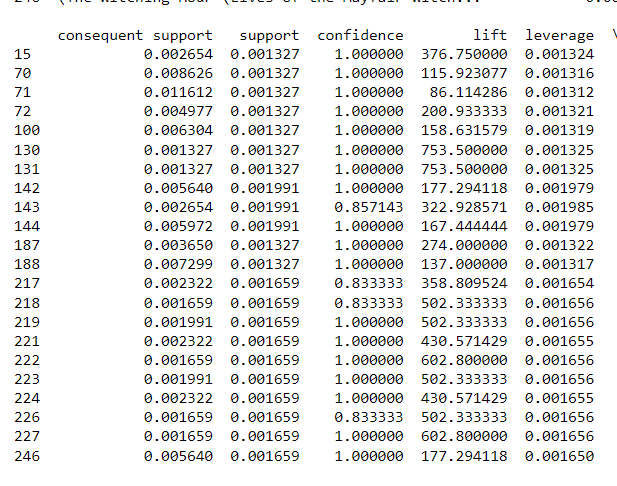 (The Witching Hour (Lives of the Mayfair Witch...
consequent support support confidence lift leverage \
15 0.002654 0.001327 1.000000 376.750000 0.001324
70 0.008626 0.001327 1.000000 115.923077 0.001316
71 0.011612 0.001327 1.000000 86.114286 0.001312
72 0.004977 0.001327 1.000000 200.933333 0.001321
100 0.006304 0.001327 1.000000 158.631579 0.001319
130 0.001327 0.001327 1.000000 753.500000 0.001325
131 0.001327 0.001327 1.000000 753.500000 0.001325
142 0.005640 0.001991 1.000000 177.294118 0.001979
143 0.002654 0.001991 0.857143 322.928571 0.001985
144 0.005972 0.001991 1.000000 167.444444 0.001979
187 0.003650 0.001327 1.000000 274.000000 0.001322
188 0.007299 0.001327 1.000000 137.000000 0.001317
217 0.002322 0.001659 0.833333 358.809524 0.001654
218 0.001659 0.001659 0.833333 502.333333 0.001656
219 0.001991 0.001659 1.000000 502.333333 0.001656
221 0.002322 0.001659 1.000000 430.571429 0.001655
222 0.001659 0.001659 1.000000 602.800000 0.001656
223 0.001991 0.001659 1.000000 502.333333 0.001656
224 0.002322 0.001659 1.000000 430.571429 0.001655
226 0.001659 0.001659 0.833333 502.333333 0.001656
227 0.001659 0.001659 1.000000 602.800000 0.001656
246 0.005640 0.001659 1.000000 177.294118 0.001650